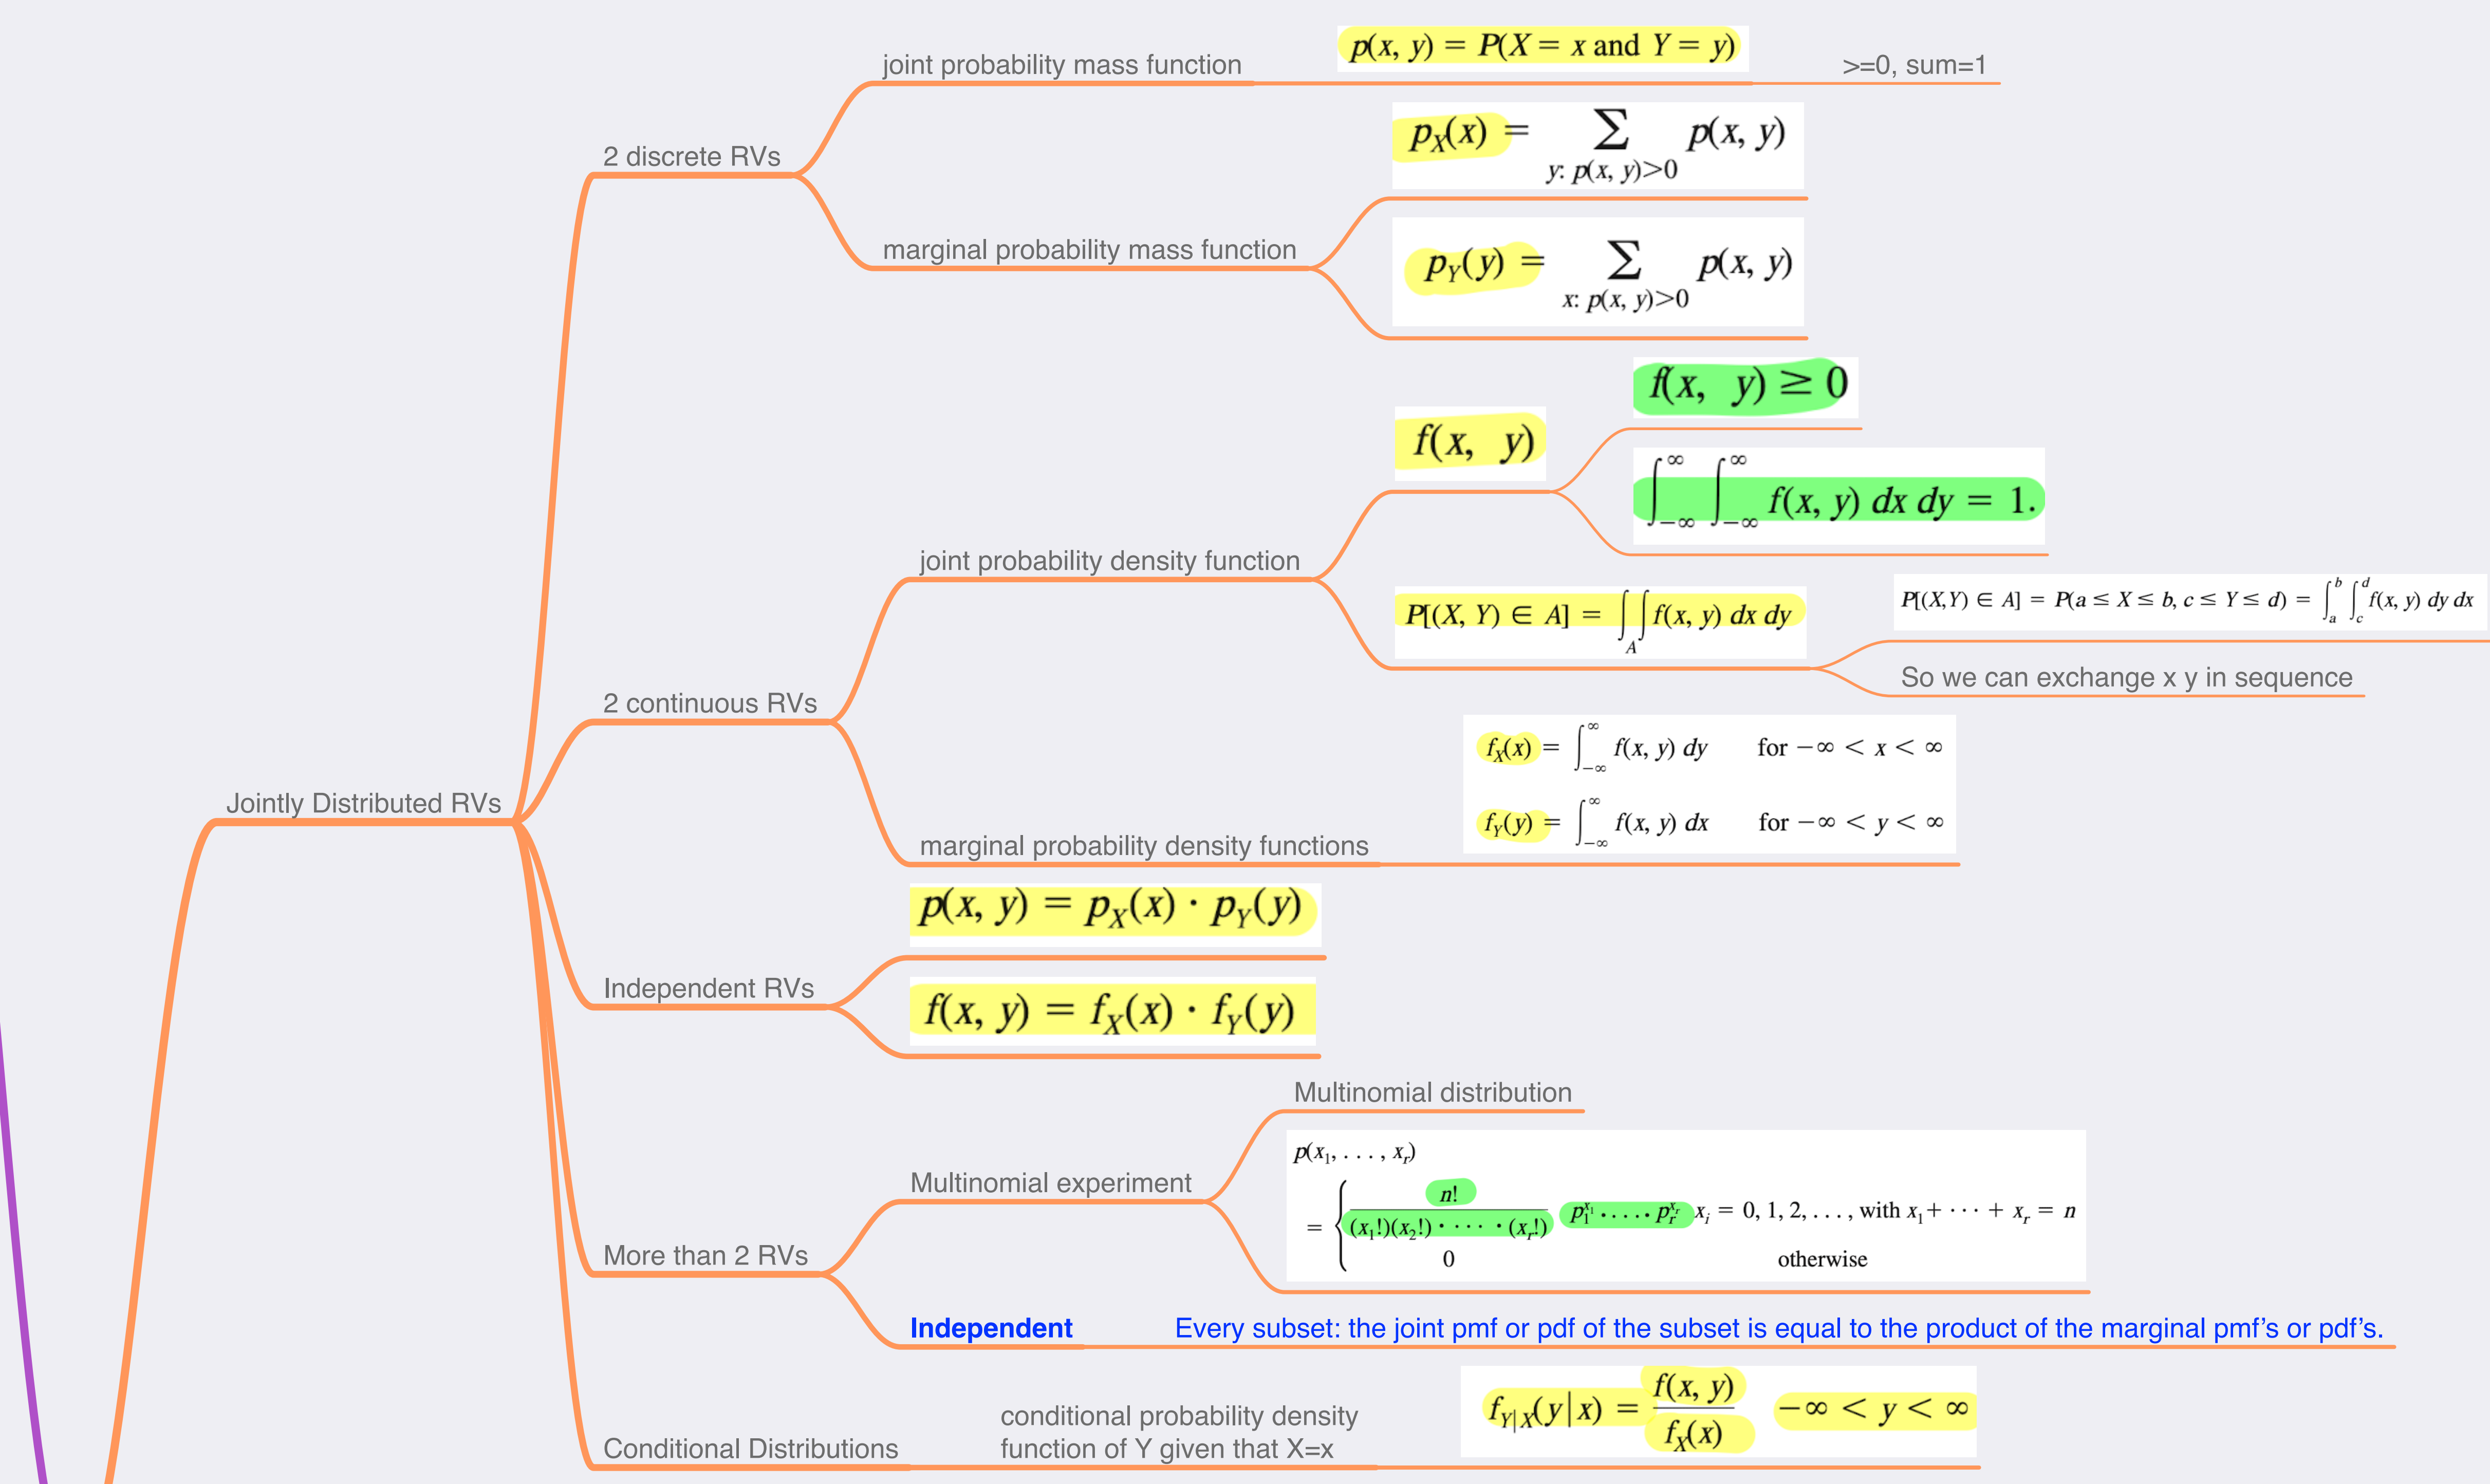 Jointly Distributed RVs
2 discrete RVs
joint probability mass function
p(x, y) = P(X = x and Y = y)
>=0, sum=1
marginal probability mass function
p_X(x) = ∑_{y: p(x, y)>0} p(x, y)
p_Y(y) = ∑_{x: p(x, y)>0} p(x, y)
2 continuous RVs
joint probability density function
f(x, y)
f(x, y) ≥ 0
∫_{−∞}^{∞} ∫_{−∞}^{∞} f(x, y) dx dy = 1.
P[(X, Y) ∈ A] = ∫∫_A f(x, y) dx dy
P[(X,Y) ∈ A] = P(a ≤ X ≤ b, c ≤ Y ≤ d) = ∫_a^b ∫_c^d f(x, y) dy dx
So we can exchange x y in sequence
marginal probability density functions
f_X(x) = ∫_{−∞}^{∞} f(x, y) dy for −∞ < x < ∞
f_Y(y) = ∫_{−∞}^{∞} f(x, y) dx for −∞ < y < ∞
Independent RVs
p(x, y) = p_X(x) · p_Y(y)
f(x, y) = f_X(x) · f_Y(y)
More than 2 RVs
Multinomial experiment
Multinomial distribution
p(x_1, . . . , x_r)
= { n! / (x_1!)(x_2!) · · · · (x_r!) p_1^{x_1} . . . . . p_r^{x_r} x_i = 0, 1, 2, . . . , with x_1 + · · · + x_r = n
0 otherwise
Independent
Every subset: the joint pmf or pdf of the subset is equal to the product of the marginal pmf’s or pdf’s.
Conditional Distributions
conditional probability density
function of Y given that X=x
f_{Y|X}(y|x) = f(x, y) / f_X(x) −∞ < y < ∞